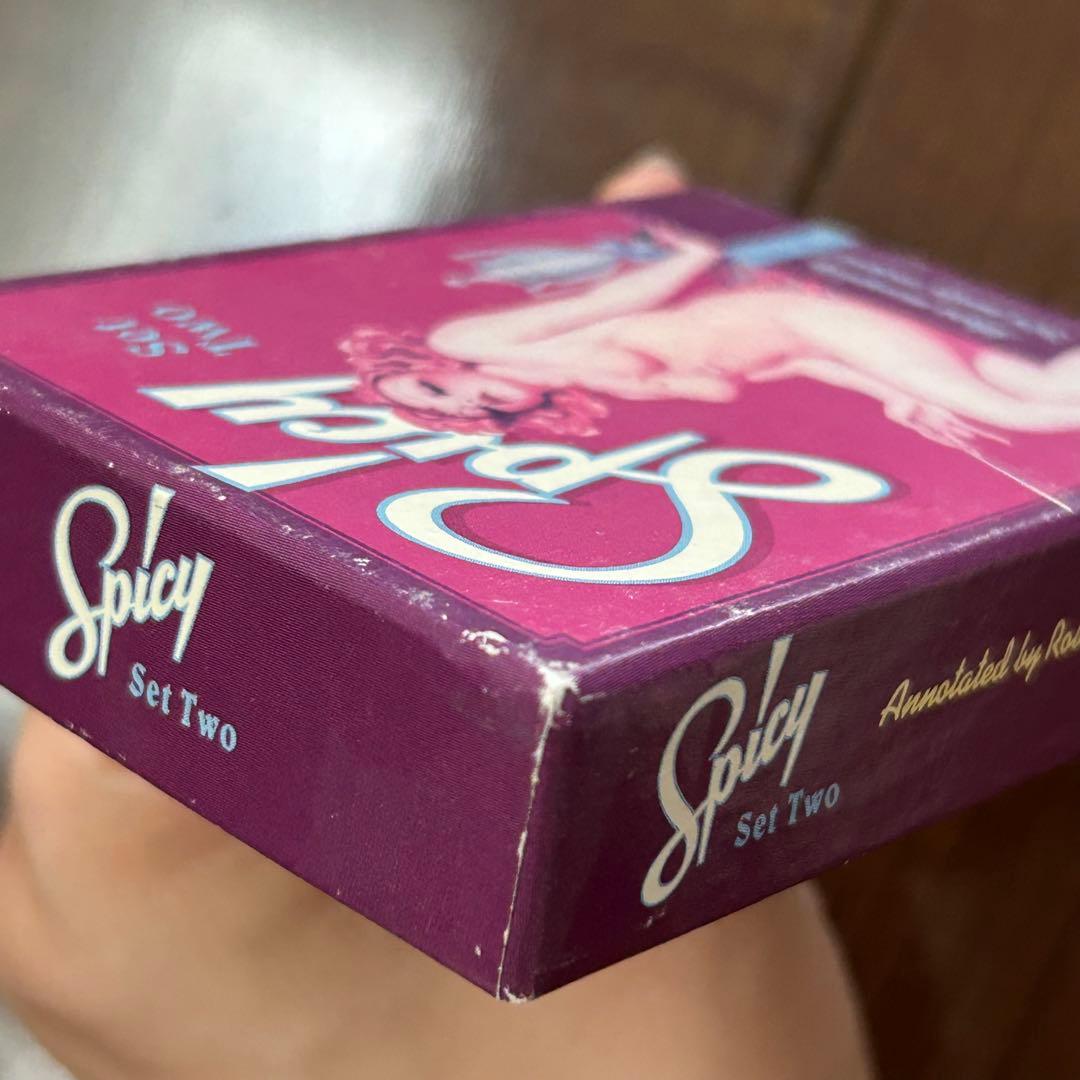 Set
Two
Spicy
Spicy
Set Two
Spicy
Set Two
Annotated by